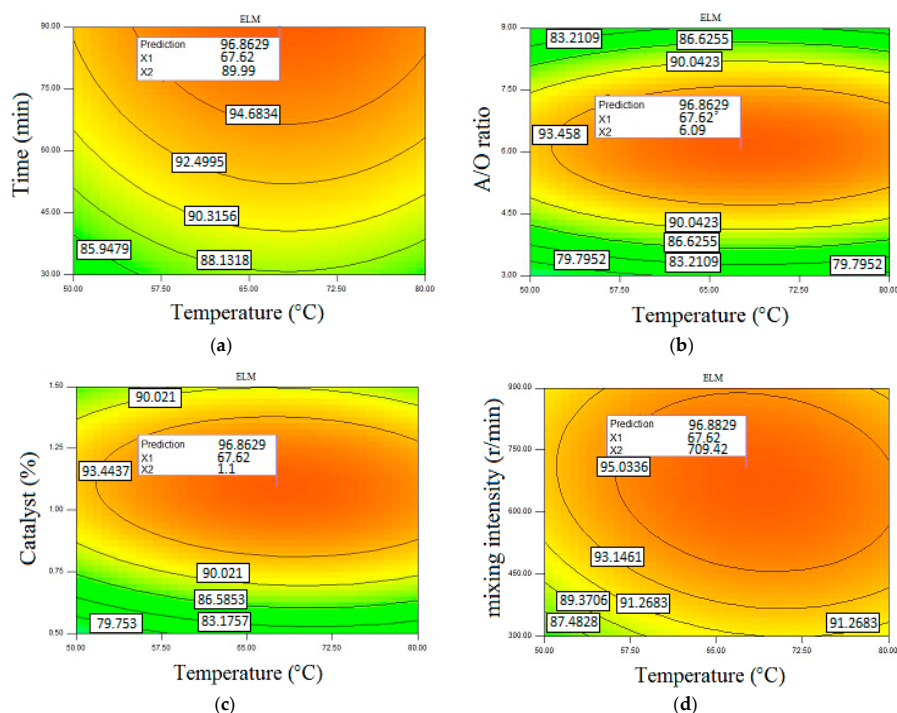 ELM
90.00
75.00
60.00
45.00
30.00
Time (min)
Prediction 96.8629
X1 67.62
X2 89.99
94.6834
92.4995
90.3156
85.9479
88.1318
50.00 57.50 65.00 72.50 80.00
Temperature (°C)
(a)
ELM
9.00
7.50
6.00
4.50
3.00
A/O ratio
83.2109
86.6255
90.0423
Prediction 96.8629
X1 67.62
X2 6.09
93.458
90.0423
86.6255
79.7952
83.2109
79.7952
50.00 57.50 65.00 72.50 80.00
Temperature (°C)
(b)
ELM
1.50
1.25
1.00
0.75
0.50
Catalyst (%)
90.021
Prediction 96.8629
X1 67.62
X2 1.1
93.4437
90.021
86.5853
79.753
83.1757
50.00 57.50 65.00 72.50 80.00
Temperature (°C)
(c)
ELM
900.00
750.00
600.00
450.00
300.00
mixing intensity (r/min)
Prediction 96.8829
X1 67.62
X2 709.42
95.0336
93.1461
89.3706
91.2683
87.4828
91.2683
50.00 57.50 65.00 72.50 80.00
Temperature (°C)
(d)